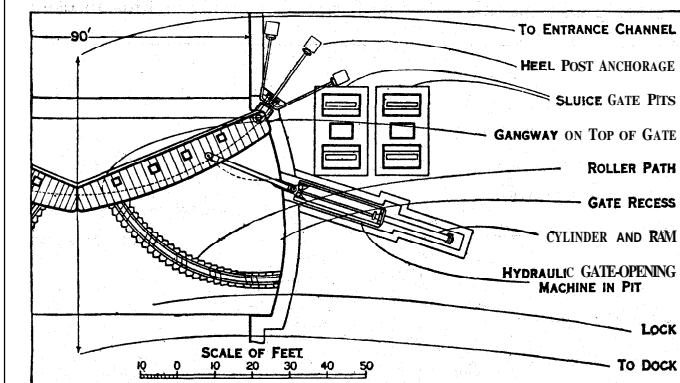 90'
TO ENTRANCE CHANNEL
HEEL POST ANCHORAGE
SLUICE GATE PITS
GANGWAY ON TOP OF GATE
ROLLER PATH
GATE RECESS
CYLINDER AND RAM
HYDRAULIC GATE-OPENING
MACHINE IN PIT
LOCK
TO DOCK
SCALE OF FEET.
10 0 10 20 30 40 50